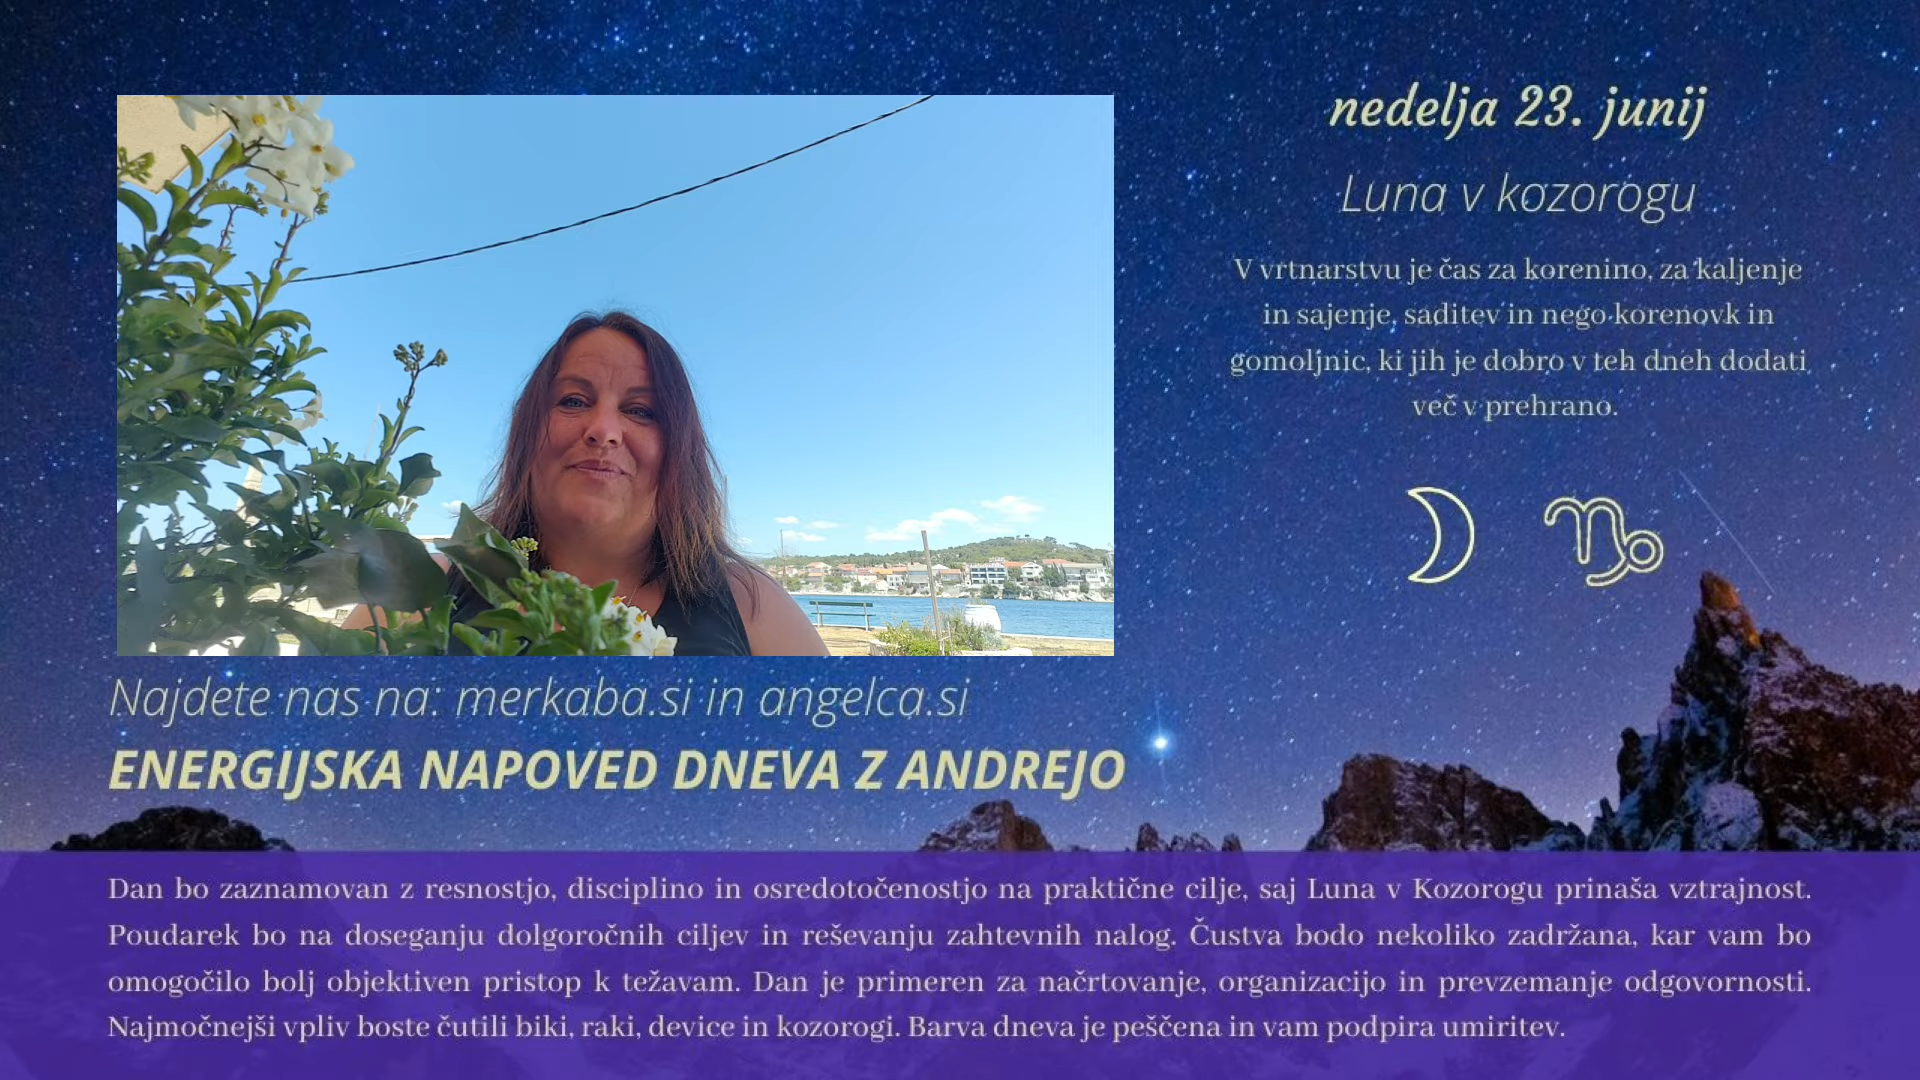 nedelja 23. junij
Luna v kozorogu
V vrtnarstvu je čas za korenino, za kaljenje
in sajenje, saditev in nego korenovk in
gomoljnic, ki jih je dobro v teh dneh dodati
več v prehrano.
Najdete nas na: merkaba.si in angelca.si
ENERGIJSKA NAPOVED DNEVA Z ANDREJO
Dan bo zaznamovan z resnostjo, disciplino in osredotočenostjo na praktične cilje, saj Luna v Kozorogu prinaša vztrajnost.
Poudarek bo na doseganju dolgoročnih ciljev in reševanju zahtevnih nalog. Čustva bodo nekoliko zadržana, kar vam bo
omogočilo bolj objektiven pristop k težavam. Dan je primeren za načrtovanje, organizacijo in prevzemanje odgovornosti.
Najmočnejši vpliv boste čutili biki, raki, device in kozorogi. Barva dneva je peščena in vam podpira umiritev.